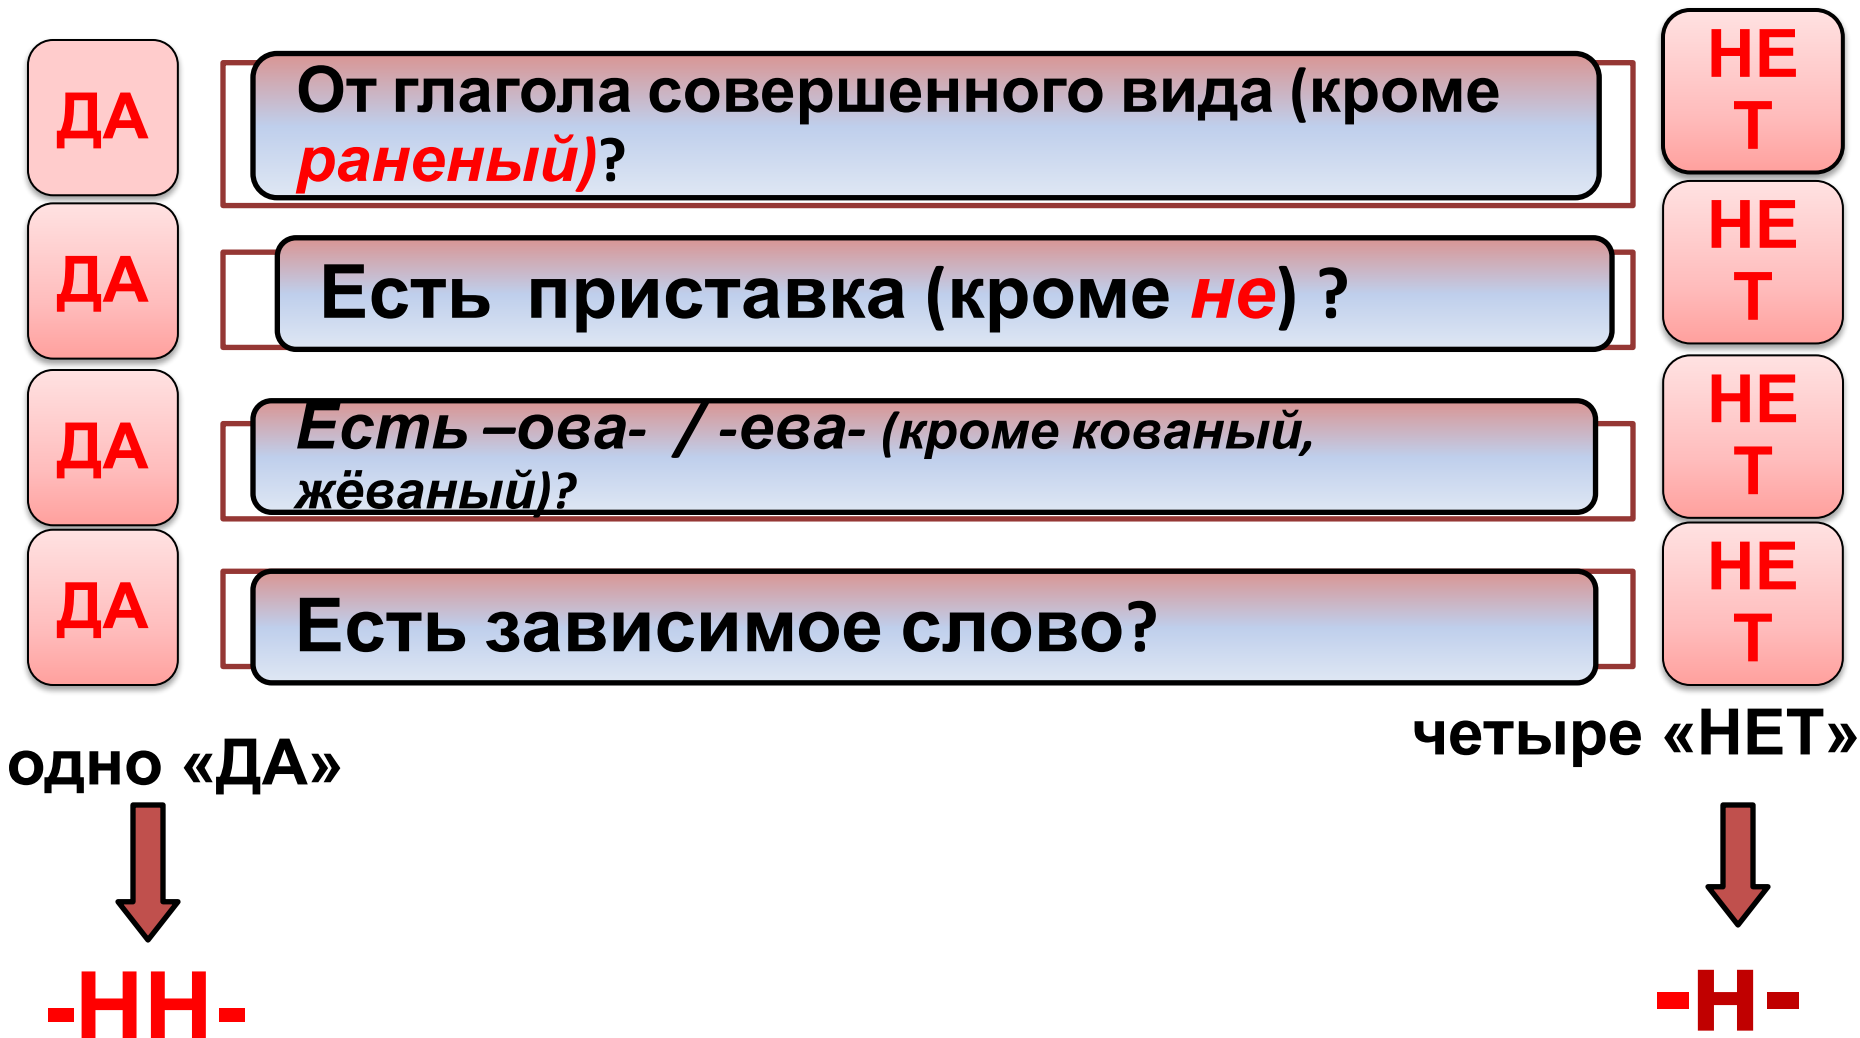 ДА
От глагола совершенного вида (кроме
раненый)?
НЕ
Т
ДА
Есть приставка (кроме не) ?
НЕ
Т
ДА
Есть –ова- / -ева- (кроме кованый,
жёваный)?
НЕ
Т
ДА
Есть зависимое слово?
НЕ
Т
одно «ДА»
четыре «НЕТ»
-НН-
-Н-